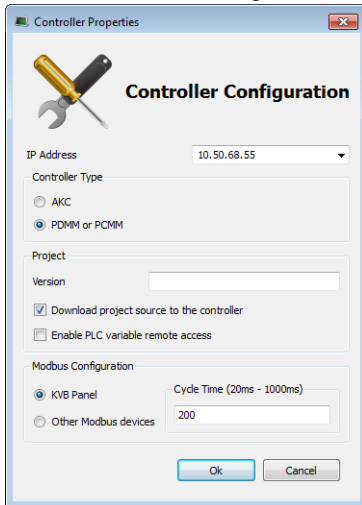 Controller Properties
Controller Configuration
IP Address 10.50.68.55
Controller Type
AKC
PDMM or PCMM
Project
Version
Download project source to the controller
Enable PLC variable remote access
Modbus Configuration
KVB Panel
Cycle Time (20ms - 1000ms)
200
Other Modbus devices
Ok Cancel